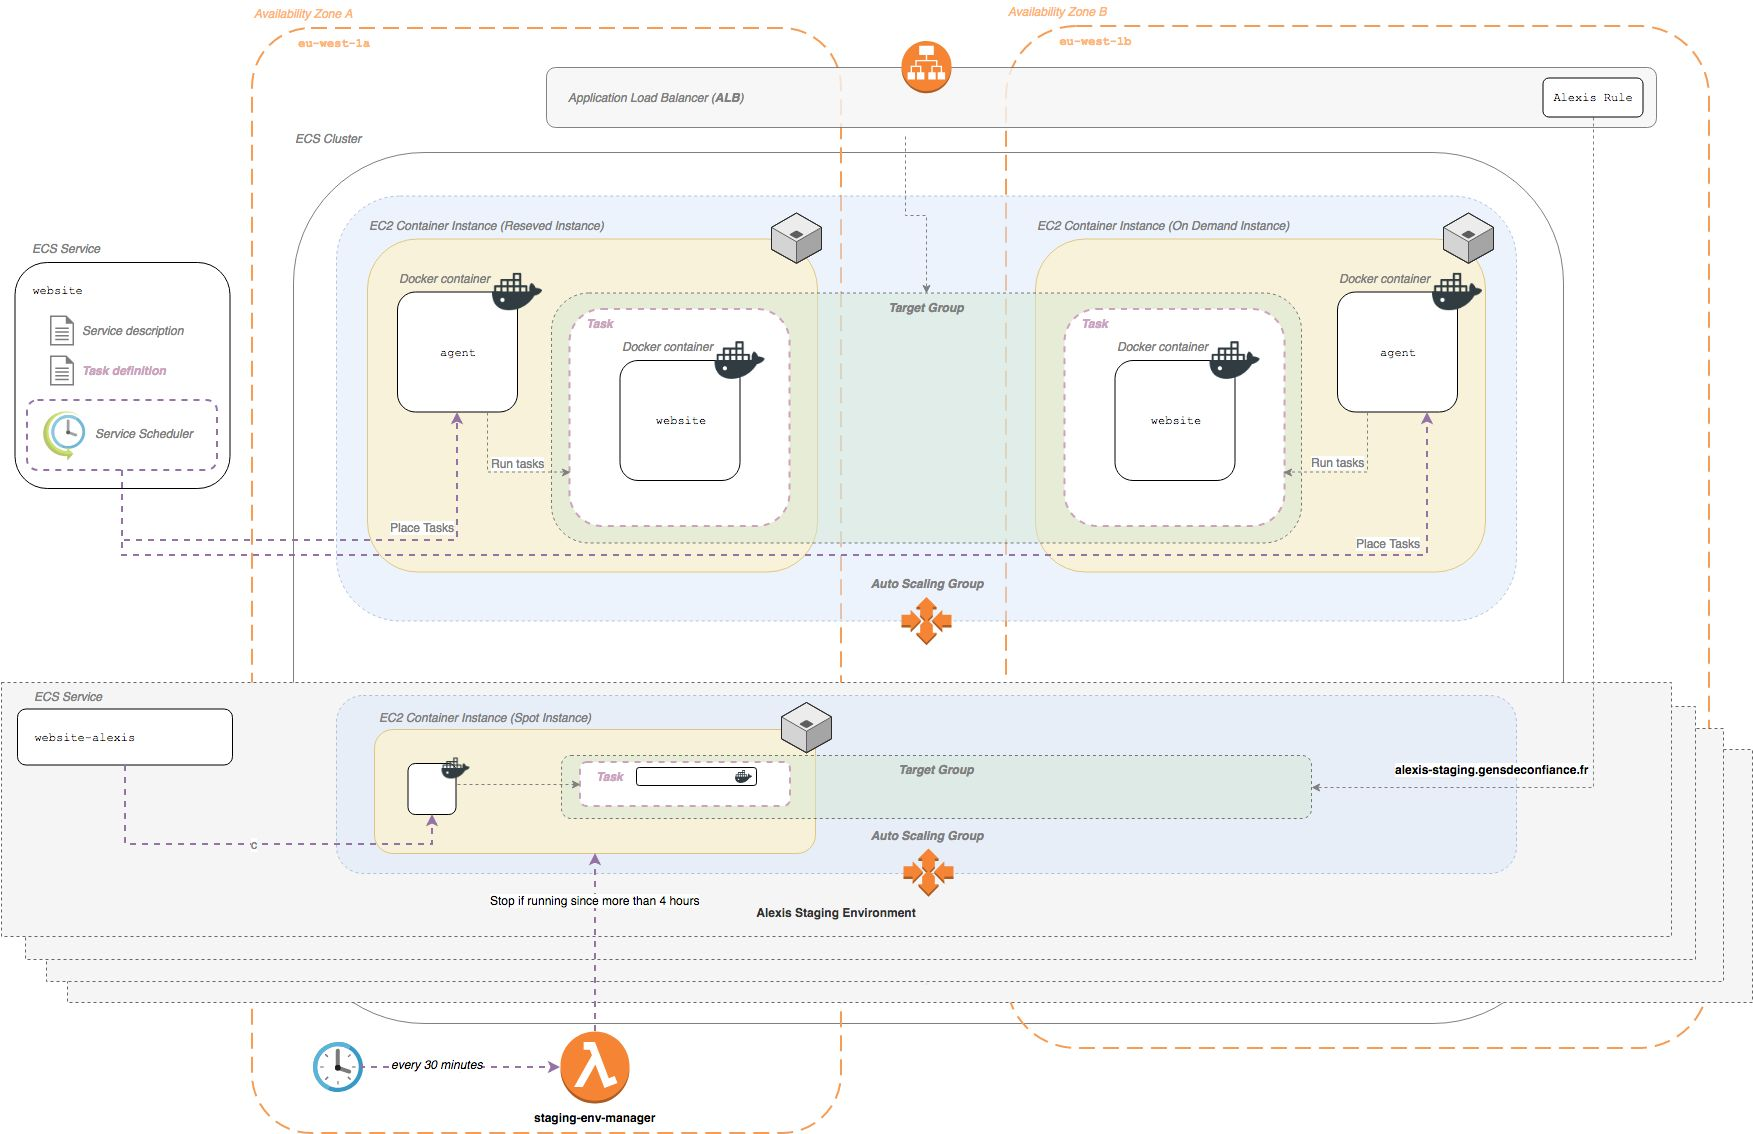 Availability Zone A
eu-west-1a
Availability Zone B
eu-west-1b
Application Load Balancer (ALB)
Alexis Rule
ECS Cluster
EC2 Container Instance (Reseved Instance)
EC2 Container Instance (On Demand Instance)
ECS Service
website
Service description
Task definition
Service Scheduler
Docker container
agent
Run tasks
Place Tasks
Task
Docker container
website
Target Group
Task
Docker container
website
Docker container
agent
Run tasks
Place Tasks
Auto Scaling Group
ECS Service
website-alexis
c
EC2 Container Instance (Spot Instance)
Task
Target Group
alexis-staging.gensdeconfiance.fr
Auto Scaling Group
Stop if running since more than 4 hours
Alexis Staging Environment
every 30 minutes
staging-env-manager